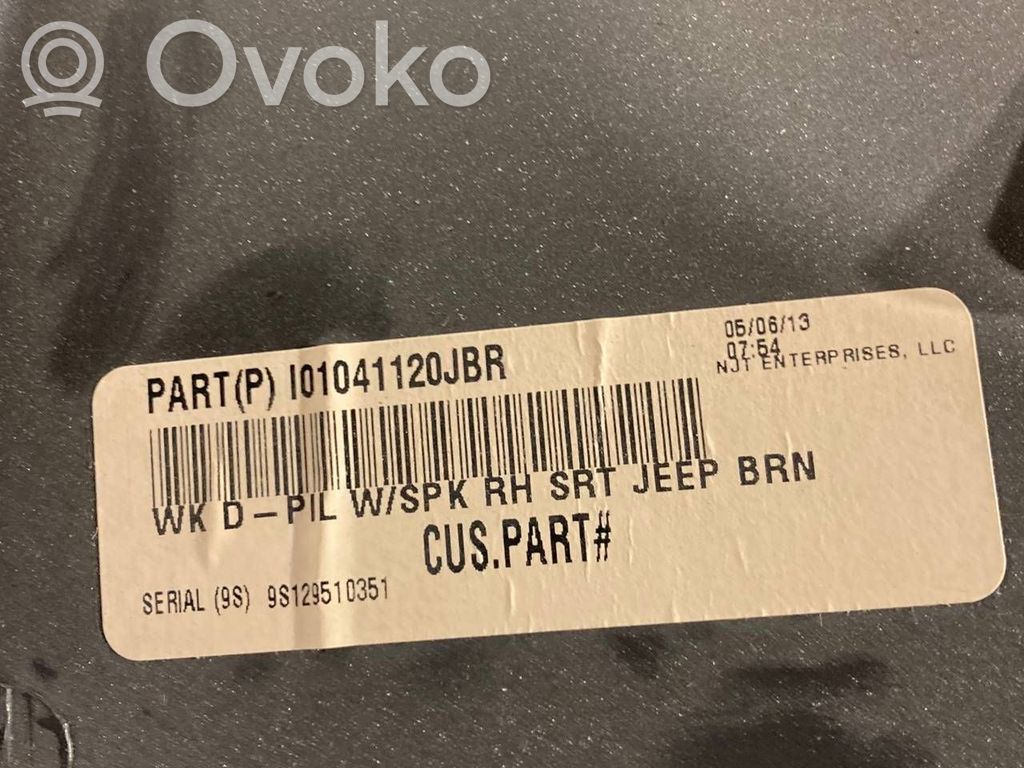 Ovoko
05/06/13
07:54
NJT ENTERPRISES, LLC
PART(P) I01041120JBR
WK D-PIL W/SPK RH SRT JEEP BRN
CUS.PART#
SERIAL (9S) 9S129510351